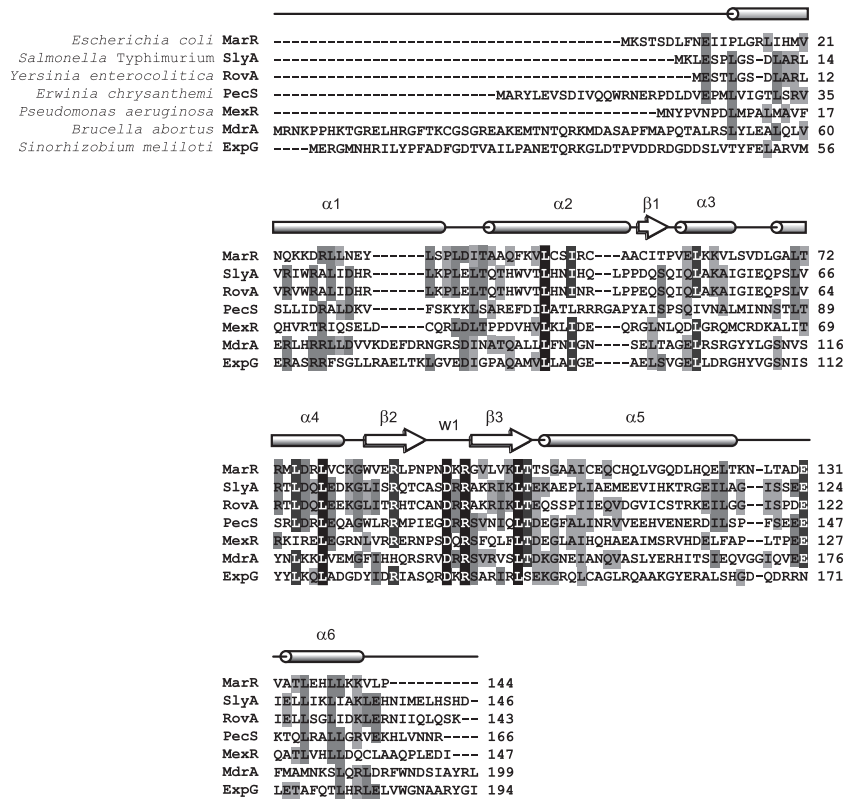 Escherichia coli MarR ---------------------------------------MKSTSDLFNEIIPLGRLIHMV 21
Salmonella Typhimurium SlyA ---------------------------------------------MKLESPLGS-DLARL 14
Yersinia enterocolitica RovA -----------------------------------------------MESTLGS-DLARL 12
Erwinia chrysanthemi PecS -------------------------MARYLEVSDIVQQWRNERPDLDVEPMLVIGTLSRV 35
Pseudomonas aeruginosa MexR -------------------------------------------MNYPVNPDLMPALMAVF 17
Brucella abortus MdrA MRNKPPHKTGRELHRGFTKCGSGREAKEMTNTQRKMDASAPFMAPQTALRSLYLEALQLV 60
Sinorhizobium meliloti ExpG ----MERGMNHRILYPFADFGDTVAILPANETQRKGLDTPVDDRDGDDSLVTYFELARVM 56
α1 α2 β1 α3
MarR NQKKDRLLNEY------LSPLDITAAQFKVLCSIRC---AACITPVELKKVLSVDLGALT 72
SlyA VRIWRALIDHR------LKPLELTQTHWVTLHNIHQ-LPPDQSQIQLAKAIGIEQPSLV 66
RovA VRVWRALIDHR------LKPLELTQTHWVTLHNINR-LPPEQSQIQLAKAIGIEQPSLV 64
PecS SLLIDRALDKV------FSKYKLSAREFDILATLRRRGAPYAISPSQIVNALMINNSTLT 89
MexR QHVRTRIQSELD-----CQRLDLTPPDVHVLKLIDE---QRGLNLQDLGRQMCRDKALIT 69
MdrA ERLHRRLLDVVKDEFDRNGRSDINATQALLLFNIGN----SELTAGELRSRGYYLGSNVS 116
ExpG ERASRRFSGLLRAELTKLGVEDIGPAQAMVLLAIGE----AELSVGELLDRGHYVGSNIS 112
α4 β2 w1 β3 α5
MarR RMLDRLVCKGWVERLPNPNDKRGVLVKLTTSGAAICEQCHQLVGQDLHQELTKN-LTADE 131
SlyA RTLDQLEDKGLISRQTCASDRRAKRIKLTEKAEPLIAEMEEVIHKTRGEILAG--ISSEE 124
RovA RTLDQLEEKGLITRHTCANDRRAKRIKLTEQSSPIIEQVDGVICSTRKEILGG--ISPDE 122
PecS SRLDRLEQAGWLRRMPIEGDRRSVNIQLTDEGFALINRVVEEHVENERDILSP--FSEEE 147
MexR RKIRELEGRNLVRRERNPSDQRSFQLFLTDEGLAIHQHAEAIMSRVHDELFAP--LTPEE 127
MdrA YNLKKLVEMGFIHHQRSRVDRRSVRVSLTDKGNEIANQVASLYERHITSIEQVGGIQVEE 176
ExpG YYLKQLADGDYIDRIASQRDKRSARIRLSEKGRQLCAGLRQAAKGYERALSHGD-QDRRN 171
α6
MarR VATLEHLLKKVLP---------- 144
SlyA IELLIKLIAKLEHNIMELHSHD- 146
RovA IELLSGLIDKLERNIIQLQSK-- 143
PecS KTQLRALLGRVEKHLVNNR---- 166
MexR QATLVHLLDQCLAAQPLEDI--- 147
MdrA FMAMNKSLQRLDRFWNDSIAYRL 199
ExpG LETAFQTLHRLELVWGNAARYGI 194